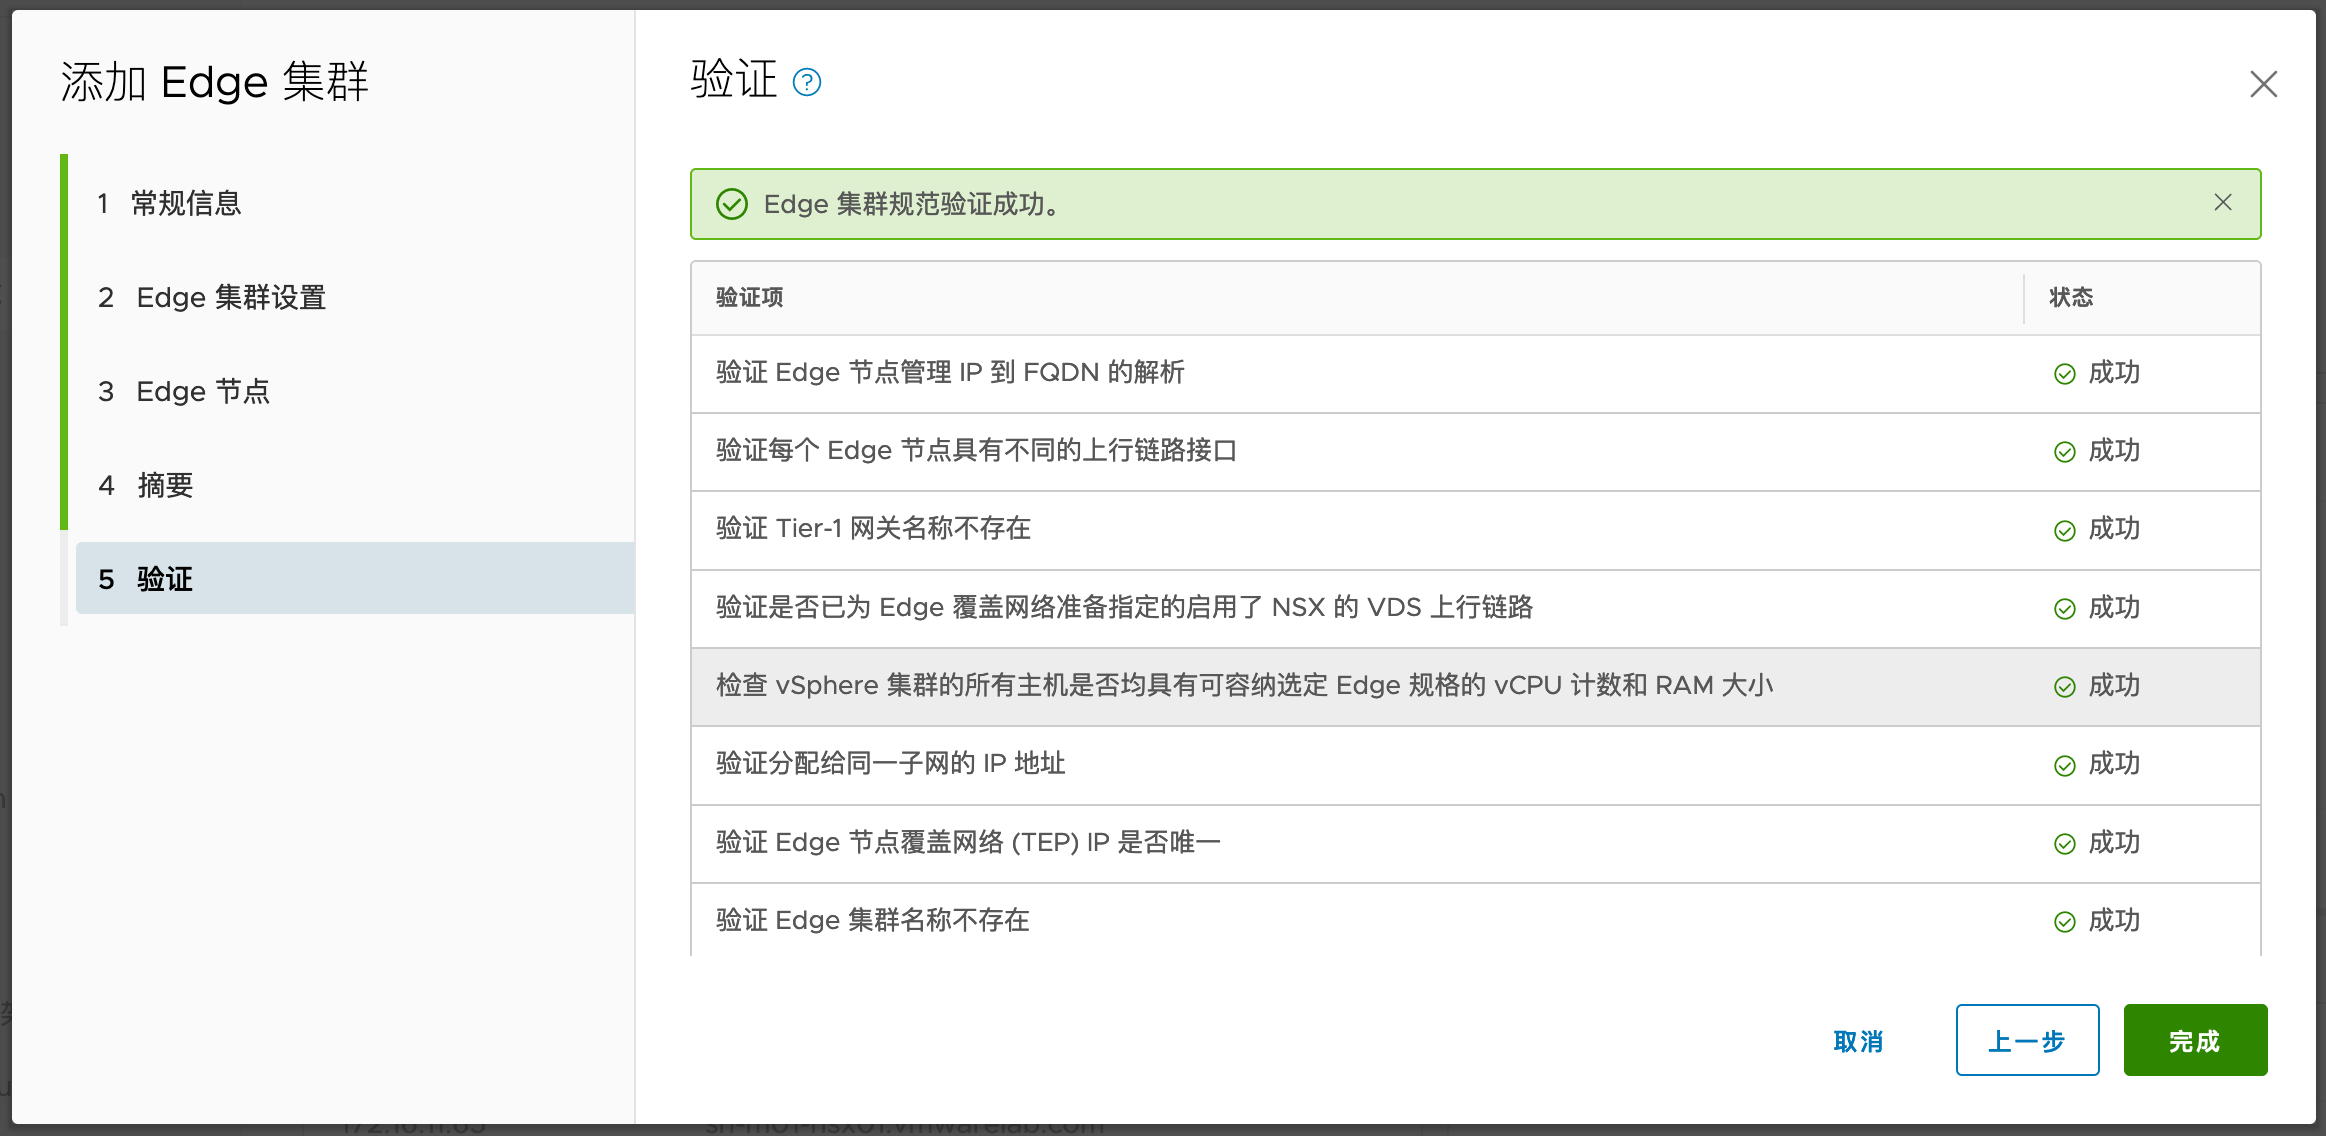 添加 Edge 集群
1 常规信息
2 Edge 集群设置
3 Edge 节点
4 摘要
5 验证
验证
Edge 集群规范验证成功。
验证项 状态
验证 Edge 节点管理 IP 到 FQDN 的解析 成功
验证每个 Edge 节点具有不同的上行链路接口 成功
验证 Tier-1 网关名称不存在 成功
验证是否已为 Edge 覆盖网络准备指定的启用了 NSX 的 VDS 上行链路 成功
检查 vSphere 集群的所有主机是否均具有可容纳选定 Edge 规格的 vCPU 计数和 RAM 大小 成功
验证分配给同一子网的 IP 地址 成功
验证 Edge 节点覆盖网络 (TEP) IP 是否唯一 成功
验证 Edge 集群名称不存在 成功
取消 上一步 完成